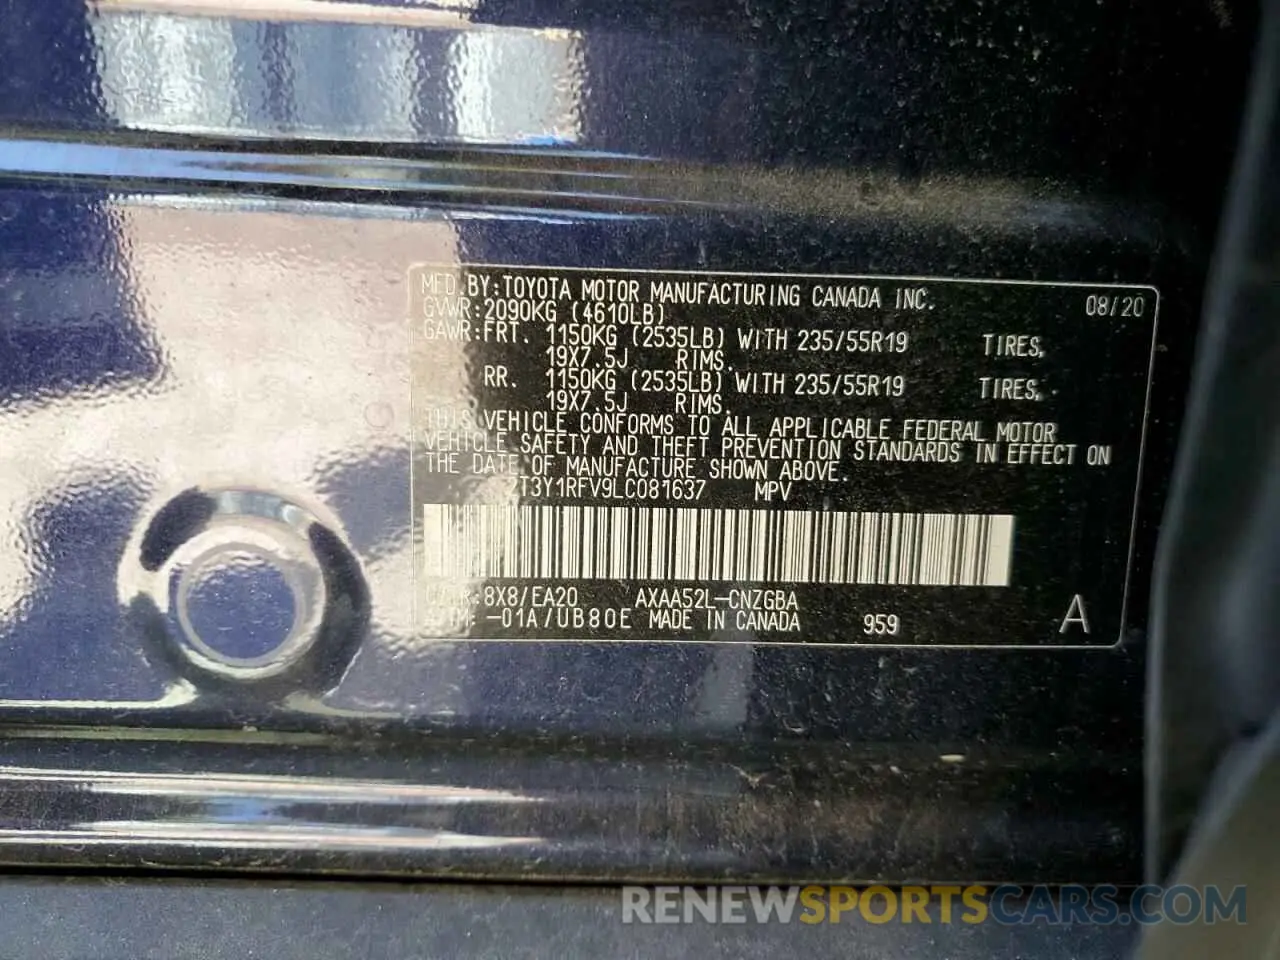 MFD.BY:TOYOTA MOTOR MANUFACTURING CANADA INC. 08/20
GVWR:2090KG (4610LB)
GAWR:FRT. 1150KG (2535LB) WITH 235/55R19 TIRES,
19X7.5J RIMS.
RR. 1150KG (2535LB) WITH 235/55R19 TIRES,
19X7.5J RIMS.
THIS VEHICLE CONFORMS TO ALL APPLICABLE FEDERAL MOTOR
VEHICLE SAFETY AND THEFT PREVENTION STANDARDS IN EFFECT ON
THE DATE OF MANUFACTURE SHOWN ABOVE.
2T3Y1RFV9LC081637 MPV
C/TR:8X8/EA20 AXAA52L-CNZGBA
A/TM:-01A/UB80E MADE IN CANADA 959 A
RENEWSPORTSCARS.COM